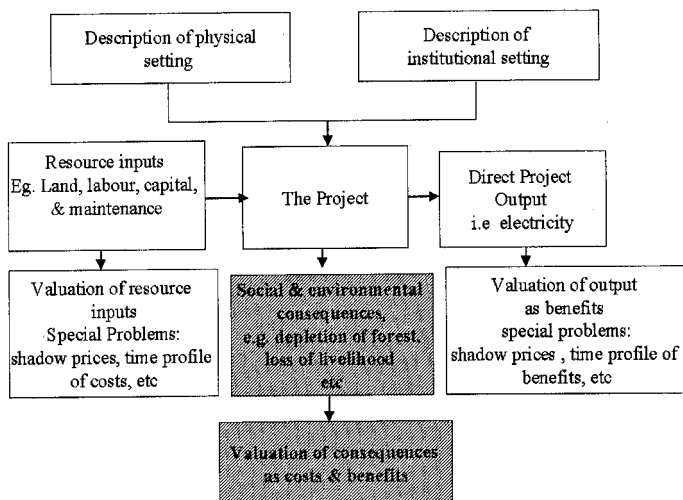 Description of physical
setting
Description of
institutional setting
Resource inputs
Eg. Land, labour, capital,
& maintenance
The Project
Direct Project
Output
i.e electricity
Valuation of resource
inputs
Special Problems:
shadow prices, time profile
of costs, etc
Social & environmental
consequences,
e.g. depletion of forest,
loss of livelihood
etc
Valuation of output
as benefits
special problems:
shadow prices , time profile of
benefits, etc
Valuation of consequences
as costs & benefits